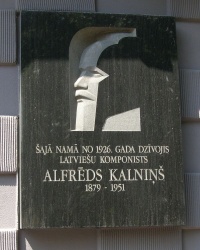 ŠAJĀ NAMĀ NO 1926. GADA DZĪVOJIS
LATVIEŠU KOMPONISTS
ALFRĒDS KALNIŅŠ
1879 - 1951